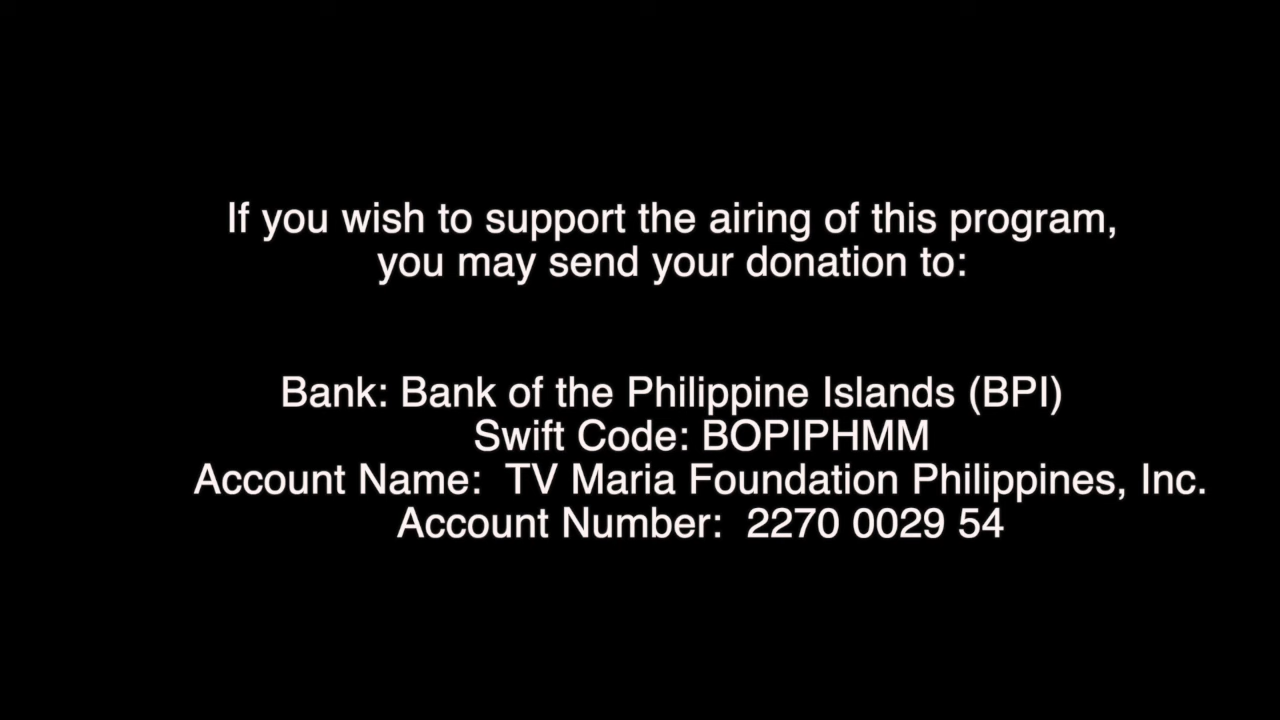 If you wish to support the airing of this program,
you may send your donation to:
Bank: Bank of the Philippine Islands (BPI)
Swift Code: BOPIPHMM
Account Name: TV Maria Foundation Philippines, Inc.
Account Number: 2270 0029 54